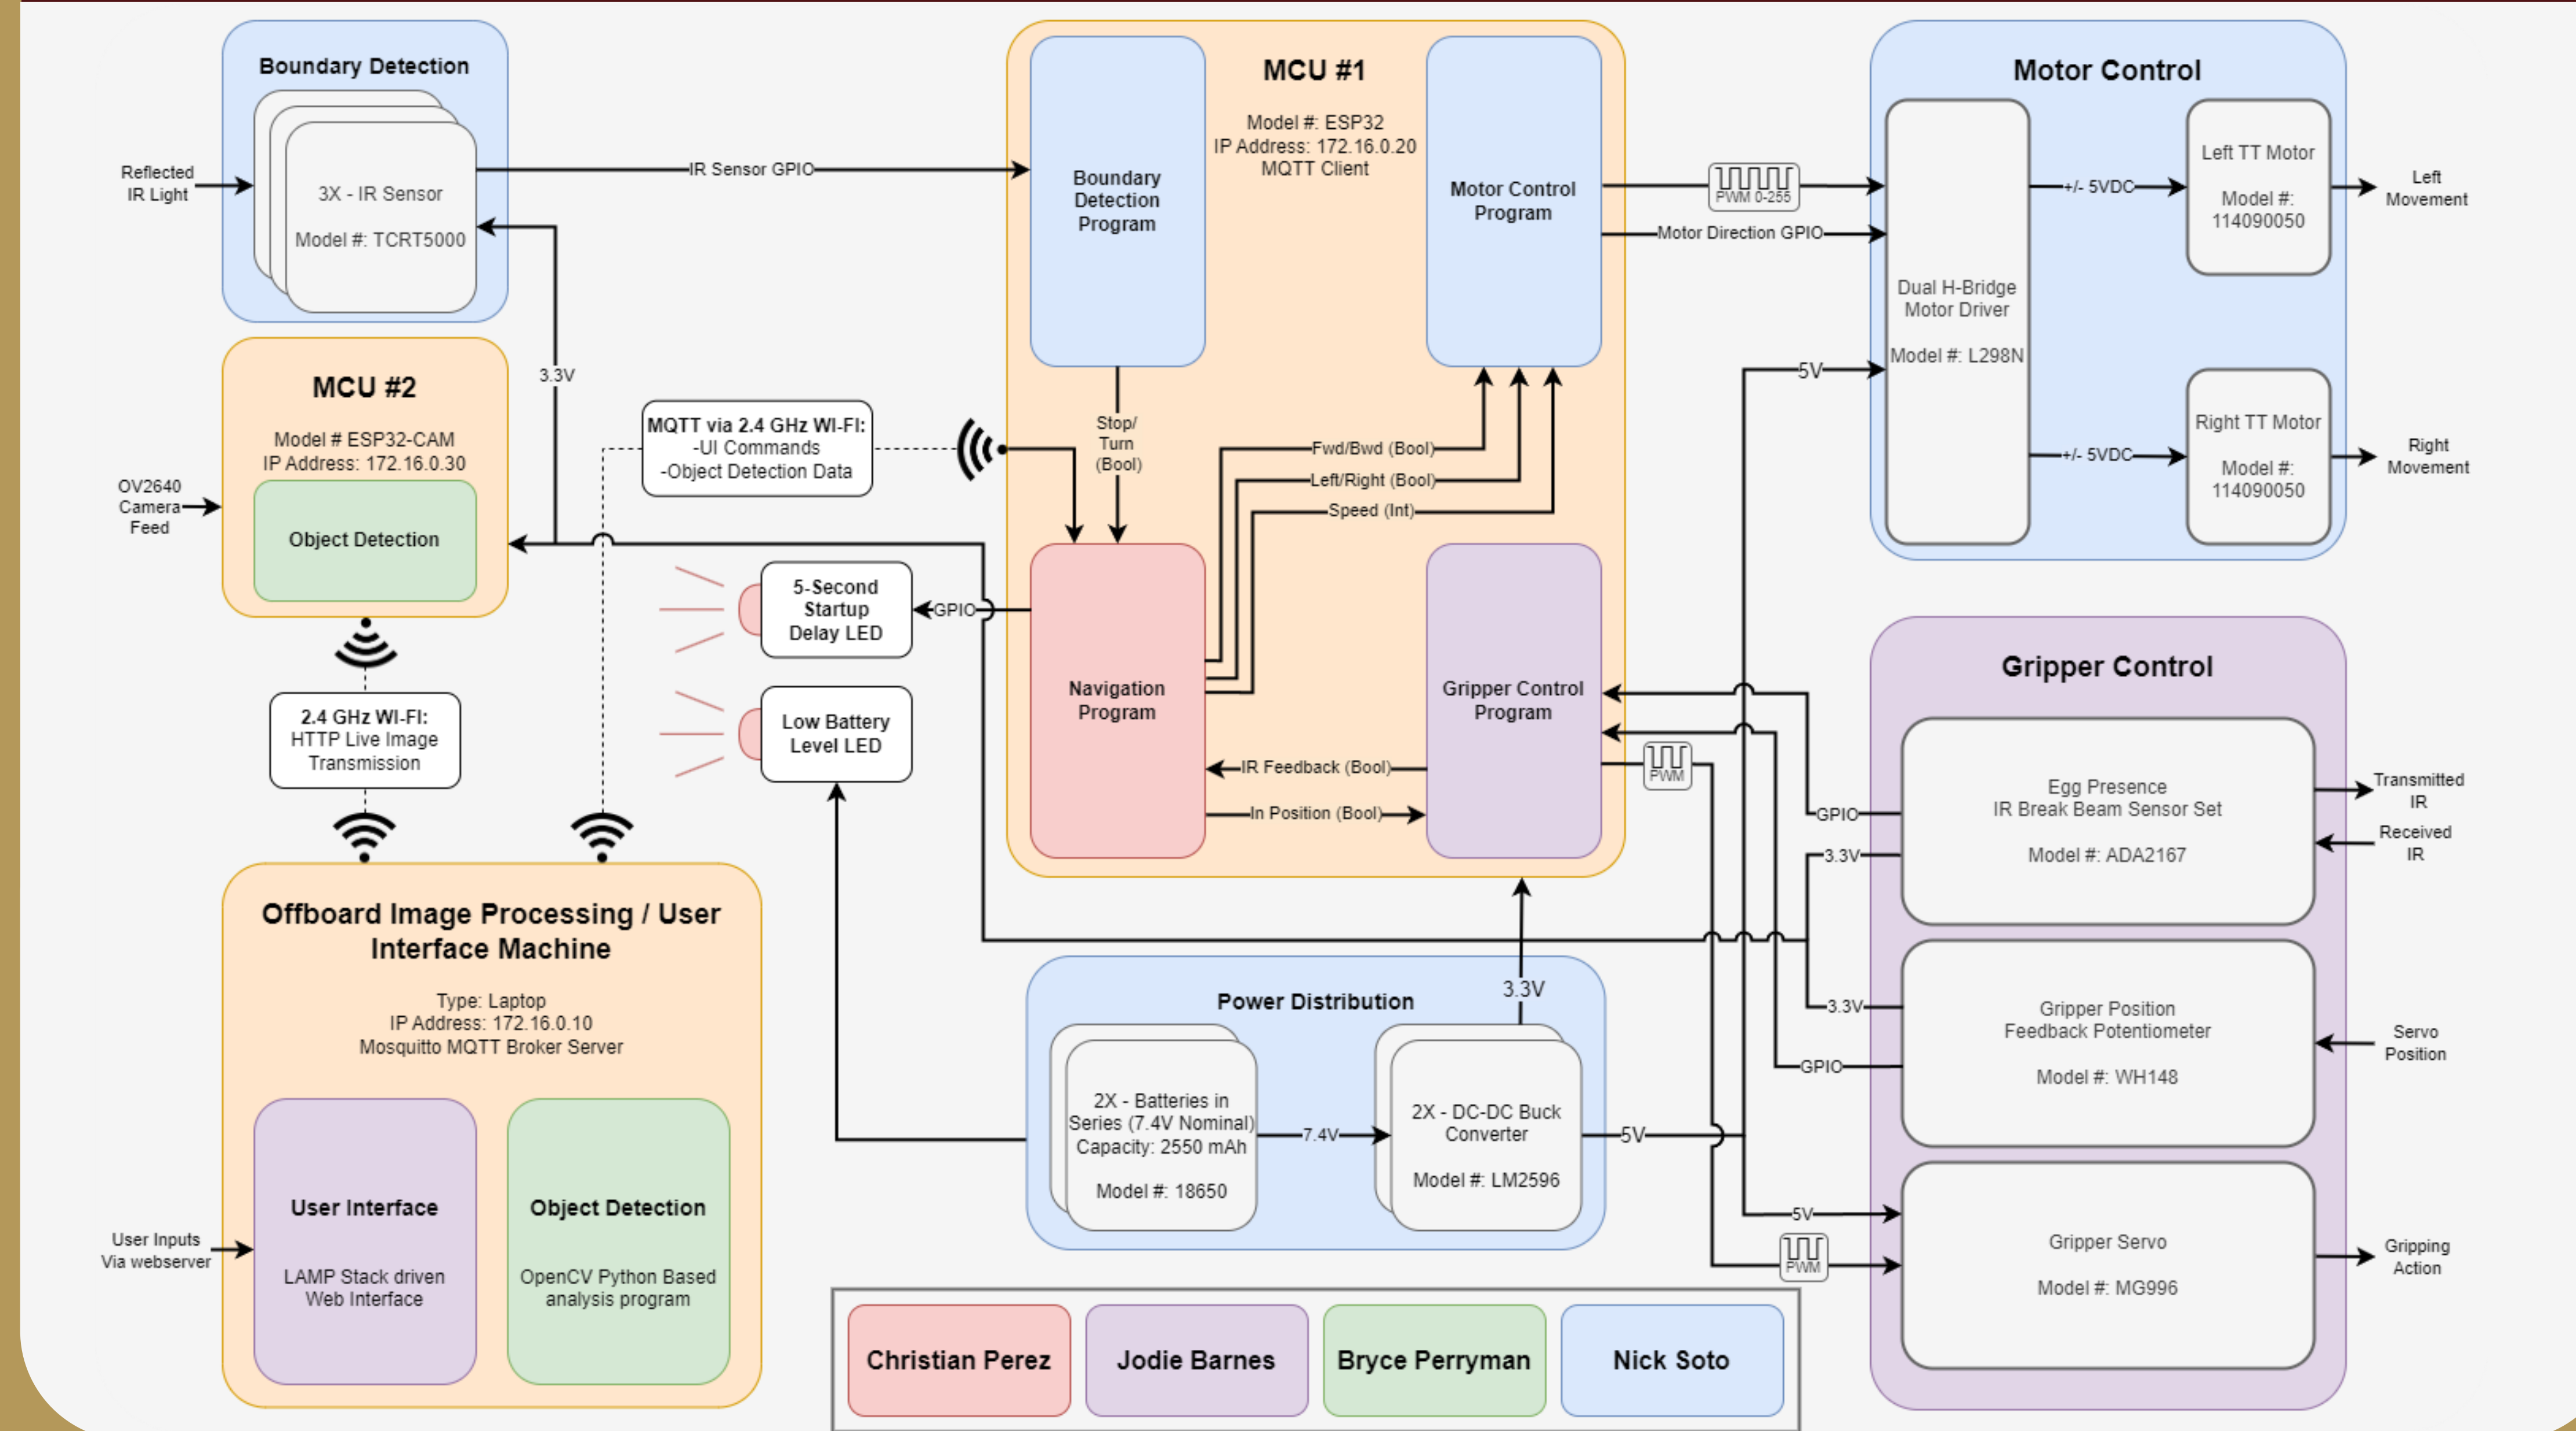 Boundary Detection
Reflected
IR Light
3X - IR Sensor
Model #: TCRT5000
IR Sensor GPIO
3.3V
MCU #2
Model # ESP32-CAM
IP Address: 172.16.0.30
OV2640
Camera
Feed
Object Detection
2.4 GHz WI-FI:
HTTP Live Image
Transmission
MQTT via 2.4 GHz WI-FI:
-UI Commands
-Object Detection Data
5-Second
Startup
Delay LED
GPIO
Low Battery
Level LED
Offboard Image Processing / User
Interface Machine
Type: Laptop
IP Address: 172.16.0.10
Mosquitto MQTT Broker Server
User Inputs
Via webserver
User Interface
LAMP Stack driven
Web Interface
Object Detection
OpenCV Python Based
analysis program
MCU #1
Model #: ESP32
IP Address: 172.16.0.20
MQTT Client
Boundary
Detection
Program
Motor Control
Program
Stop/
Turn
(Bool)
Fwd/Bwd (Bool)
Left/Right (Bool)
Speed (Int)
Navigation
Program
Gripper Control
Program
IR Feedback (Bool)
In Position (Bool)
Power Distribution
3.3V
2X - Batteries in
Series (7.4V Nominal)
Capacity: 2550 mAh
Model #: 18650
7.4V
2X - DC-DC Buck
Converter
Model #: LM2596
5V
PWM 0-255
Motor Direction GPIO
5V
Motor Control
Dual H-Bridge
Motor Driver
Model #: L298N
+/- 5VDC
Left TT Motor
Model #:
114090050
Left
Movement
+/- 5VDC
Right TT Motor
Model #:
114090050
Right
Movement
PWM
Gripper Control
GPIO
3.3V
Egg Presence
IR Break Beam Sensor Set
Model #: ADA2167
Transmitted
IR
Received
IR
3.3V
GPIO
Gripper Position
Feedback Potentiometer
Model #: WH148
Servo
Position
5V
PWM
Gripper Servo
Model #: MG996
Gripping
Action
Christian Perez
Jodie Barnes
Bryce Perryman
Nick Soto